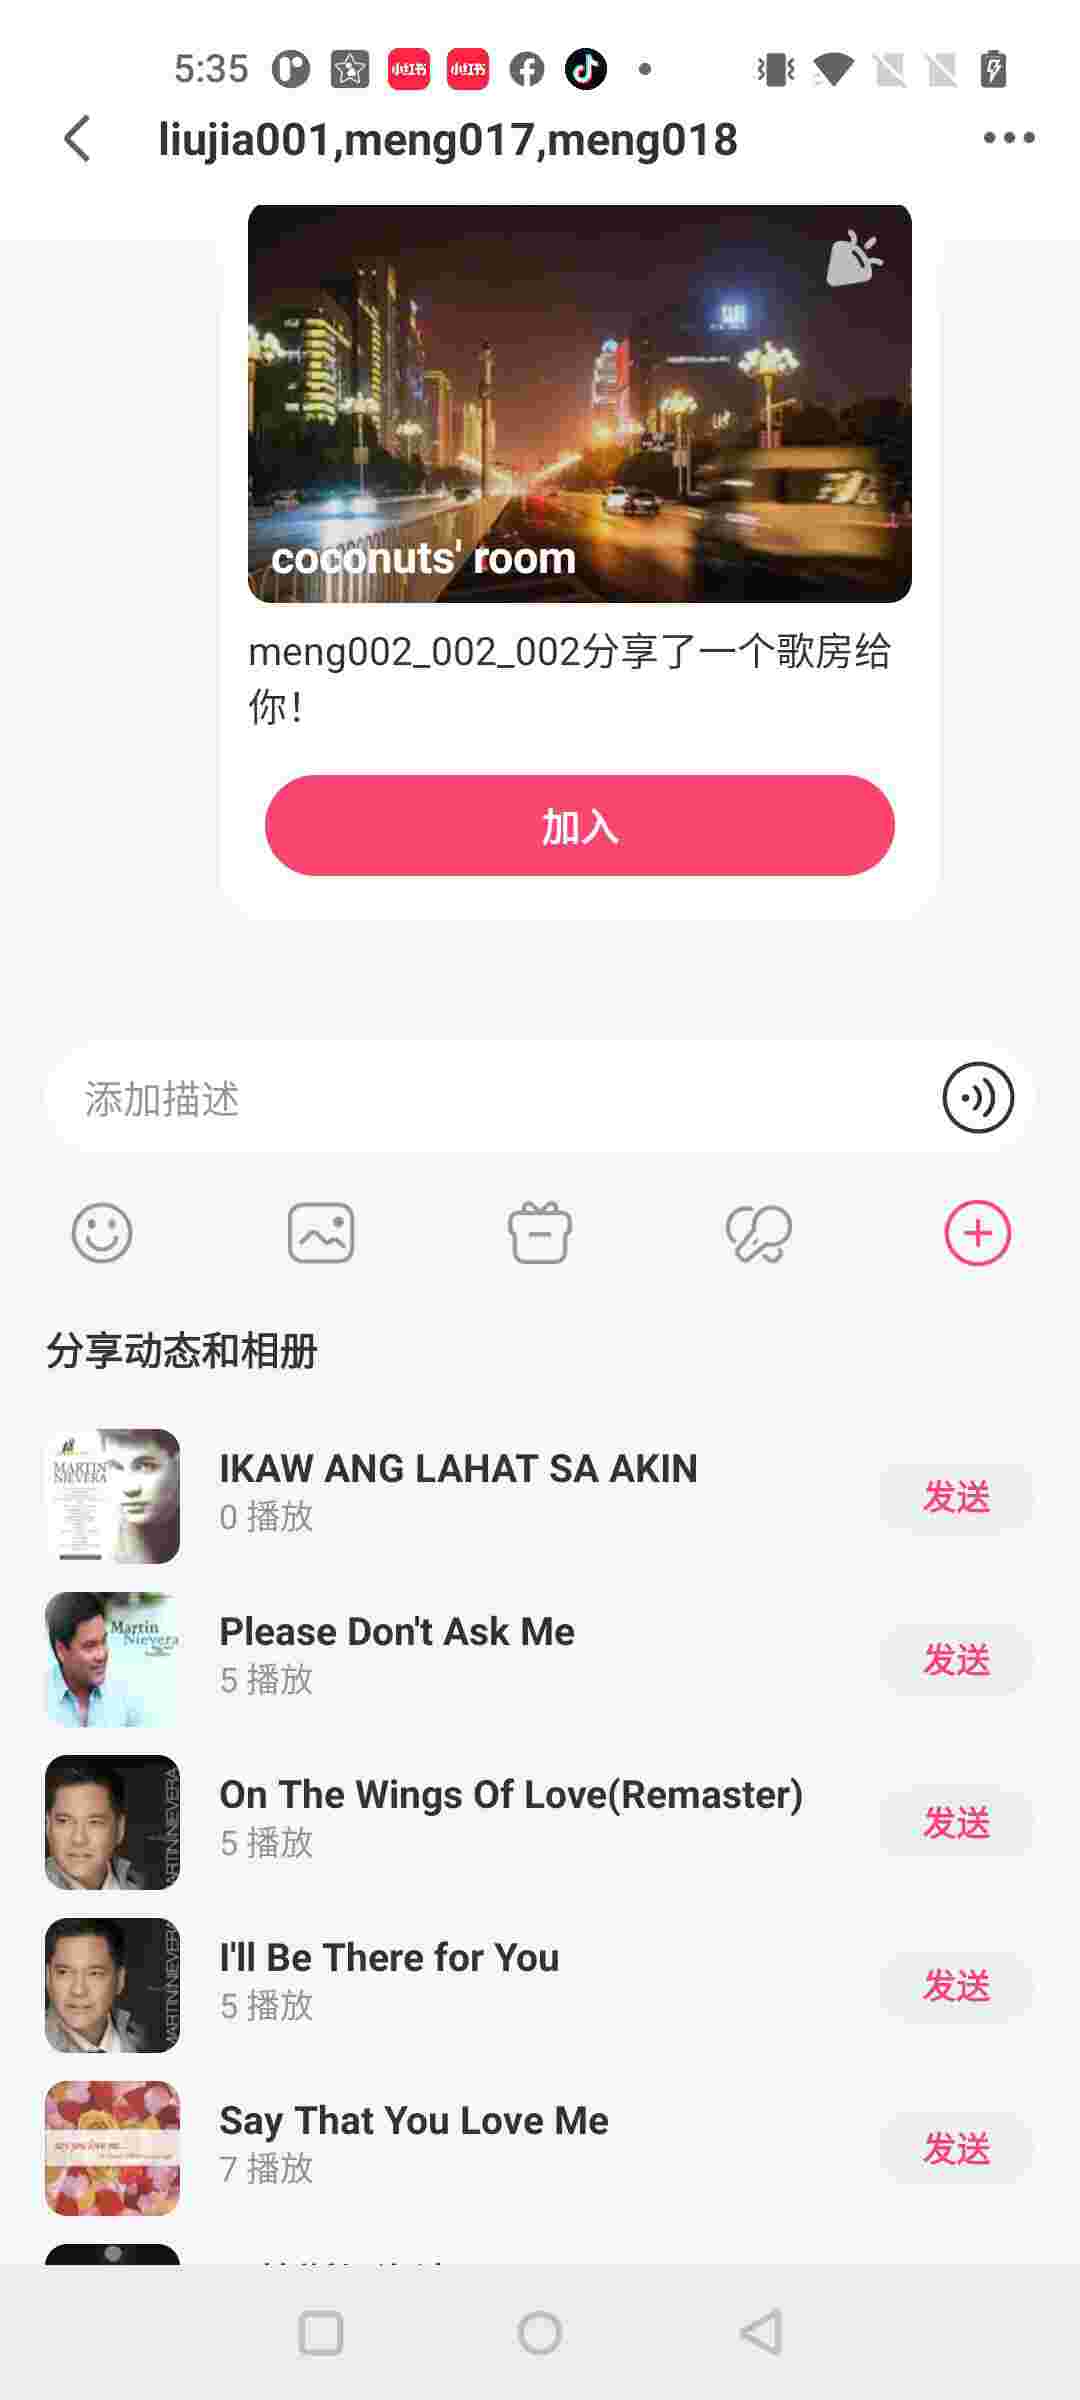 5:35
小红书 小红书
liujia001,meng017,meng018
coconuts' room
meng002_002_002分享了一个歌房给
你！
加入
添加描述
分享动态和相册
MARTIN
NIEVERA
IKAW ANG LAHAT SA AKIN
0 播放
发送
Martin
Nievera
Please Don't Ask Me
5 播放
发送
MARTIN NIEVERA
On The Wings Of Love(Remaster)
5 播放
发送
MARTIN NIEVERA
I'll Be There for You
5 播放
发送
say you love me...
Say That You Love Me
7 播放
发送